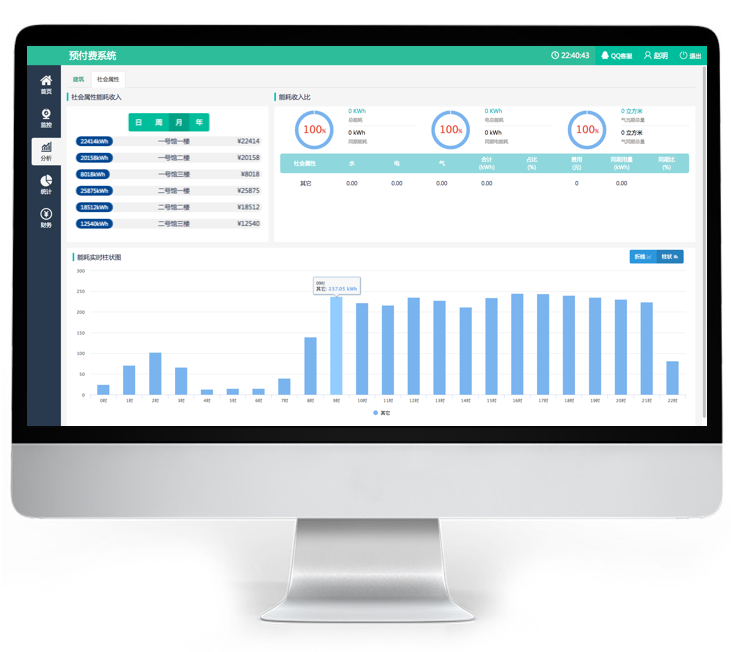 预付费系统
22:40:43 QQ客服 赵明 退出
首页
监控
分析
统计
财务
建筑 社会属性
社会属性能耗收入
日 周 月 年
22414kWh 一号馆一楼 ¥22414
20158kWh 一号馆二楼 ¥20158
8018kWh 一号馆三楼 ¥8018
25875kWh 二号馆一楼 ¥25875
18512kWh 二号馆二楼 ¥18512
12540kWh 二号馆三楼 ¥12540
能耗收入比
100%
0 KWh
总能耗
0 kWh
同期能耗
100%
0 KWh
电总能耗
0 kWh
同期电能耗
100%
0 立方米
气当前总量
0 立方米
气同期总量
社会属性 水 电 气 合计(kWh) 占比(%) 费用(元) 同期用量(kWh) 同期比(%)
其它 0.00 0.00 0.00 0.00 0 0.00
能耗实时柱状图
折线 柱状
300
250
200
150
100
50
0
09时
其它: 237.05 kWh
0时 1时 2时 3时 4时 5时 6时 7时 8时 9时 10时 11时 12时 13时 14时 15时 16时 17时 18时 19时 20时 21时 22时
其它